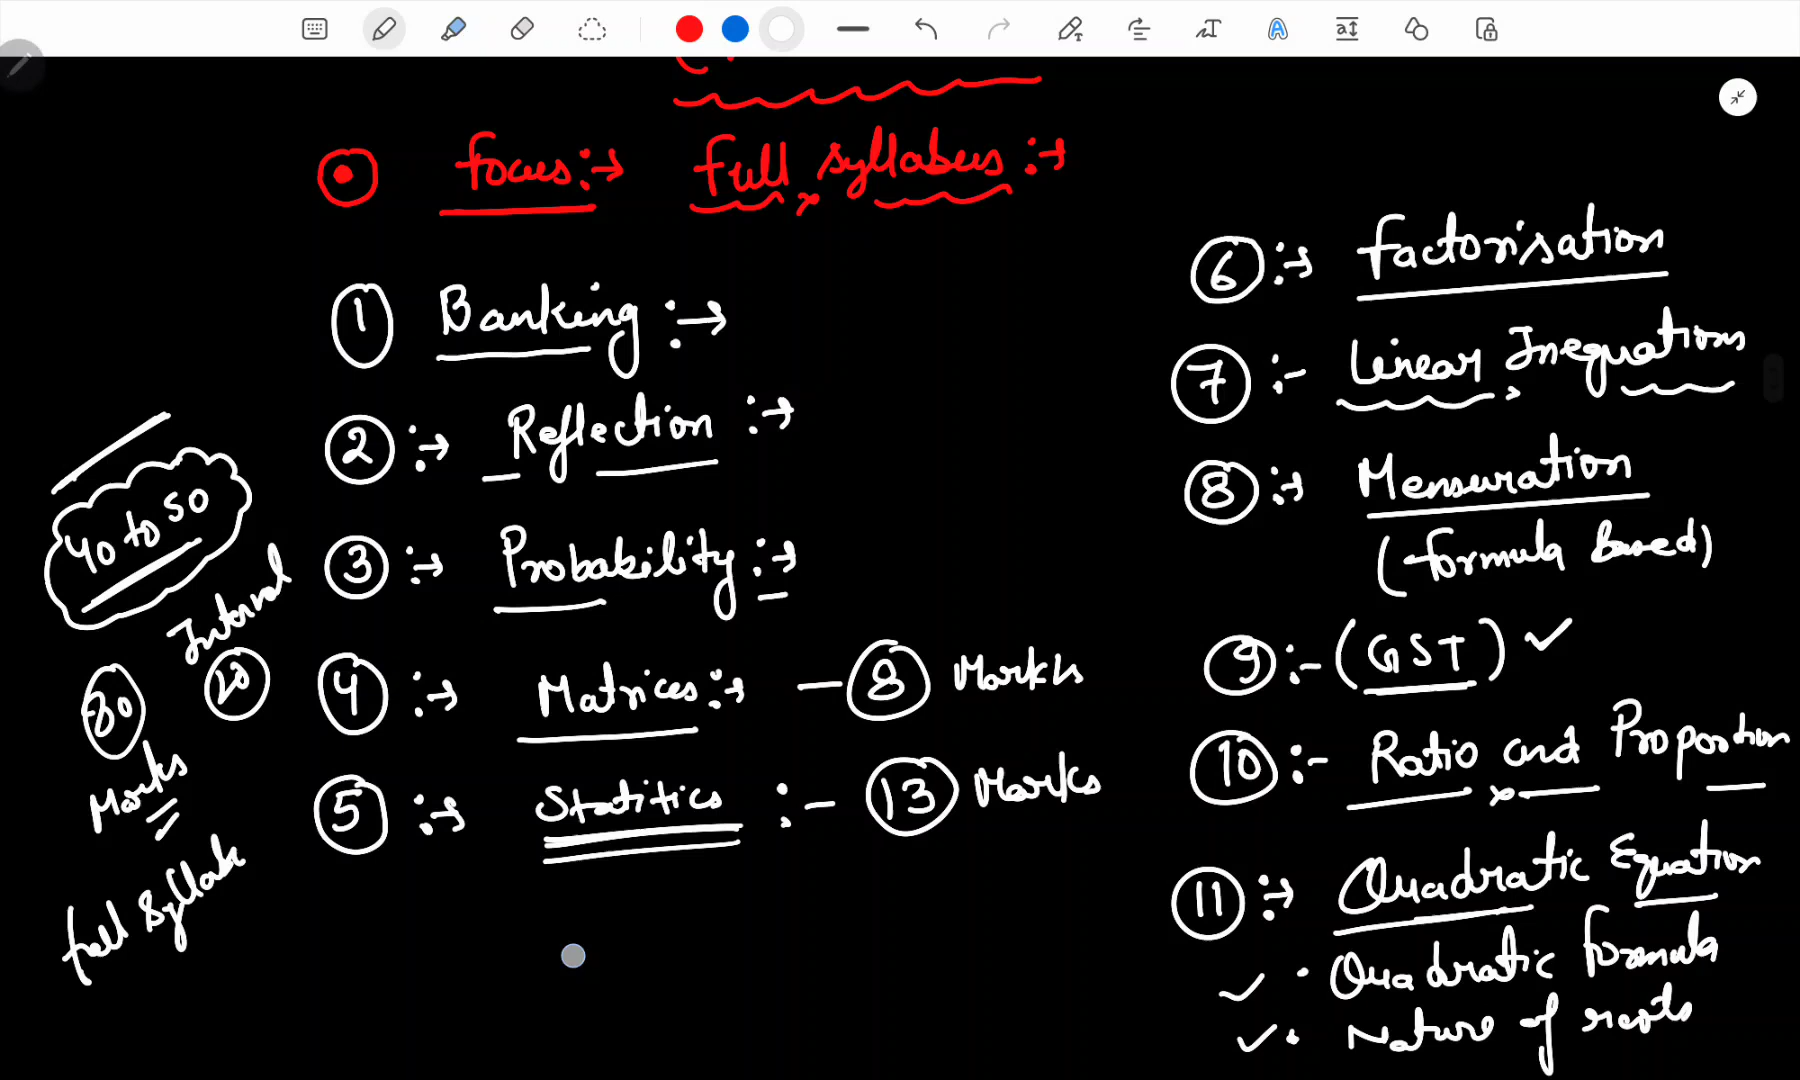 focus :→ full syllabus :→
① Banking :→
② :→ Reflection :→
③ :→ Probability :→
④ :→ Matrices :→ — ⑧ Marks
⑤ :→ Statitics :— ⑬ Marks
40 to 50
80 Marks
20 Internal
full syllab
⑥ :→ factorisation
⑦ :- Linear Inequations
⑧ :→ Mensuration
(formula Based)
⑨ :- (GST) ✓
⑩ :- Ratio and Proportion
⑪ :→ Quadratic Equation
✓ • Quadratic formula
✓ • Nature of roots